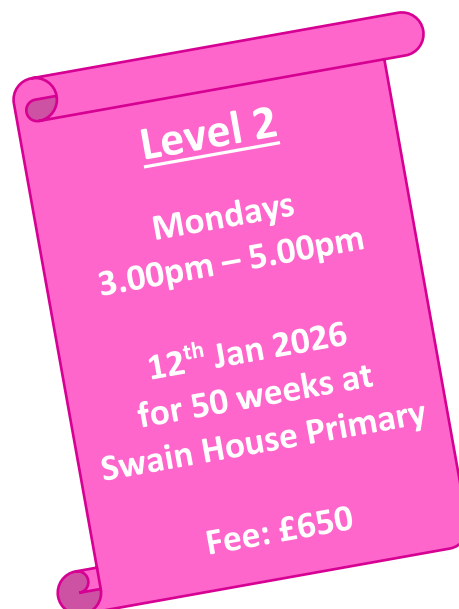 Level 2
Mondays
3.00pm – 5.00pm
12th Jan 2026
for 50 weeks at
Swain House Primary
Fee: £650